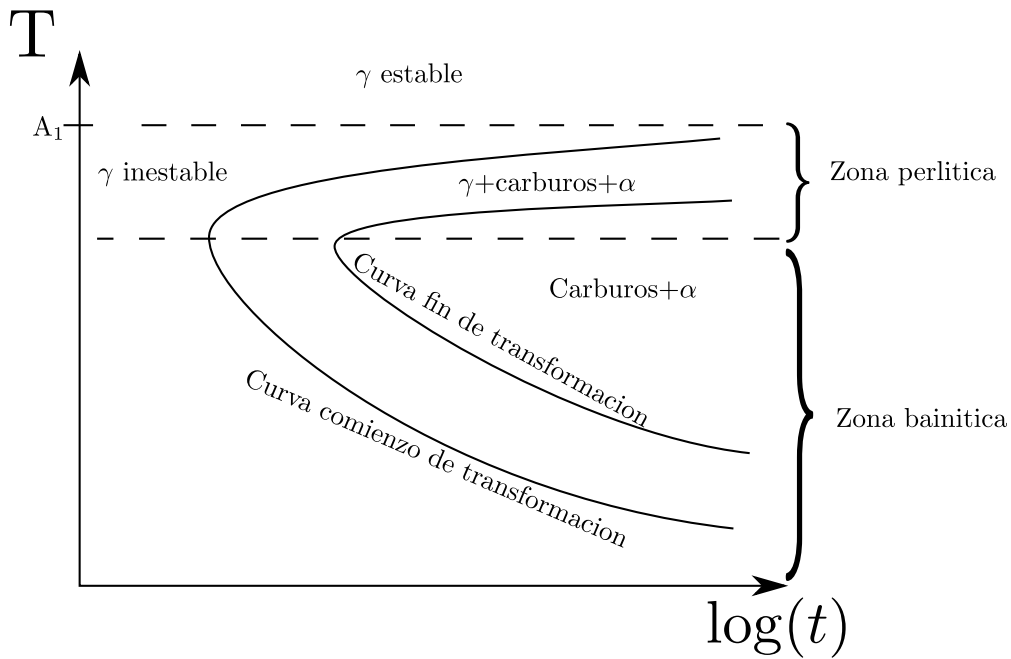 T
γ estable
A₁
γ inestable
γ+carburos+α
Zona perlitica
Curva fin de transformacion
Carburos+α
Curva comienzo de transformacion
Zona bainitica
log(t)